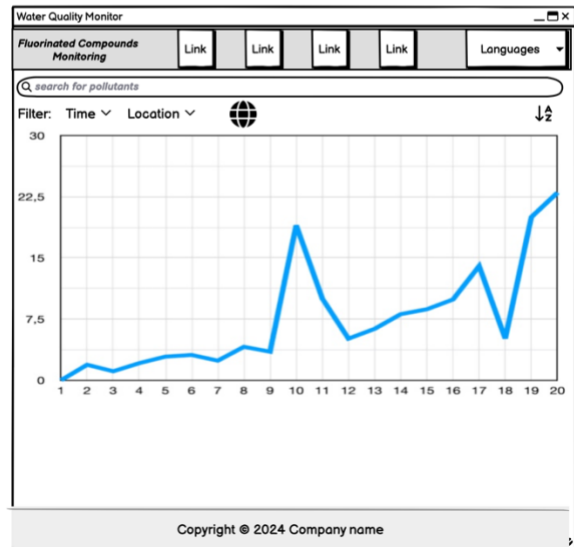 Water Quality Monitor
Fluorinated Compounds
Monitoring
Link
Link
Link
Link
Languages
search for pollutants
Filter: Time Location
A
Z
30
22,5
15
7,5
0
1 2 3 4 5 6 7 8 9 10 11 12 13 14 15 16 17 18 19 20
Copyright © 2024 Company name